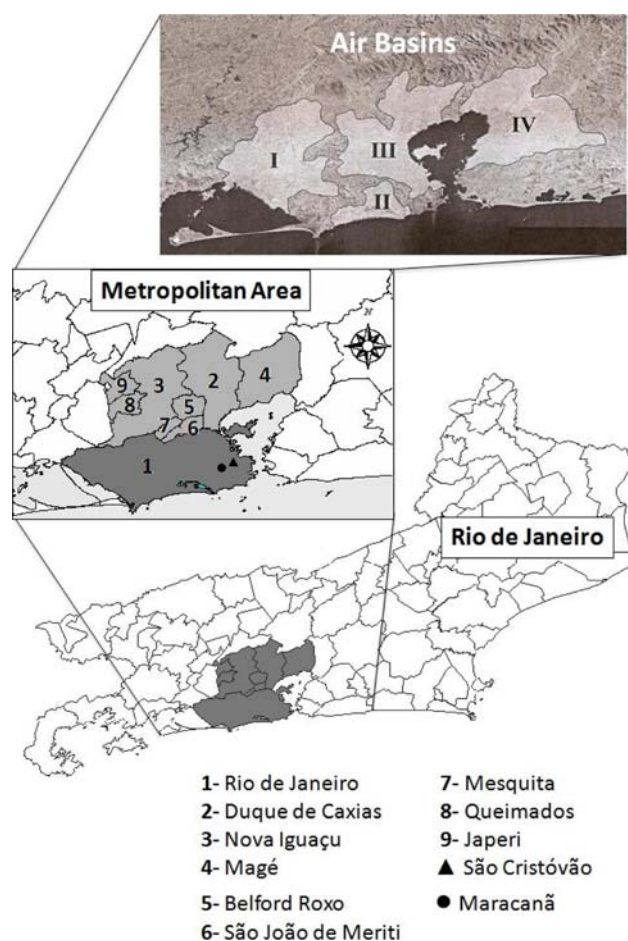 Air Basins
I
II
III
IV
Metropolitan Area
N
1
2
3
4
5
6
7
8
9
Rio de Janeiro
1- Rio de Janeiro
2- Duque de Caxias
3- Nova Iguaçu
4- Magé
5- Belford Roxo
6- São João de Meriti
7- Mesquita
8- Queimados
9- Japeri
▲ São Cristóvão
● Maracanã